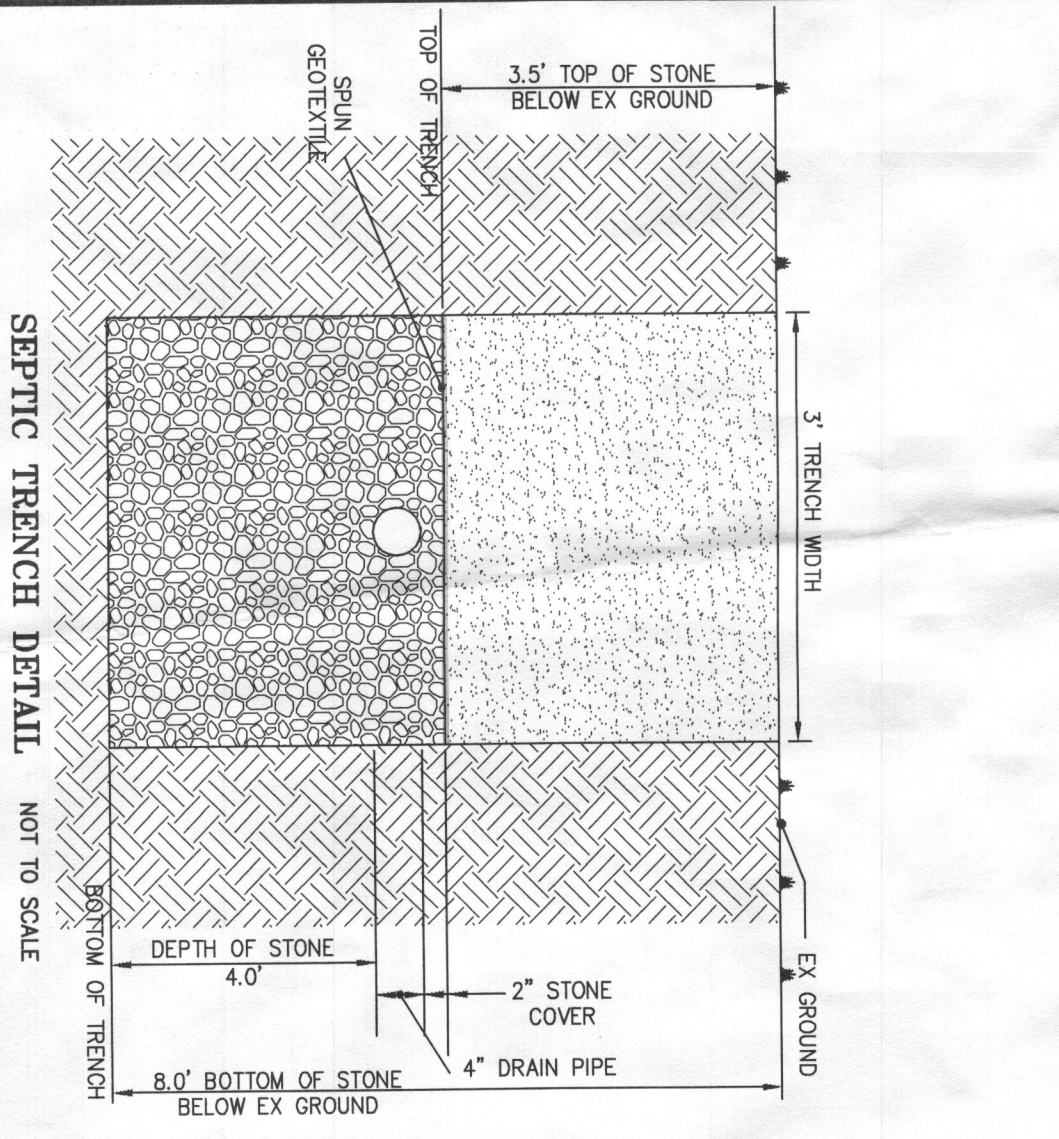 3.5' TOP OF STONE
BELOW EX GROUND
TOP OF TRENCH
SPUN
GEOTEXTILE
3' TRENCH WIDTH
EX GROUND
DEPTH OF STONE
4.0'
2" STONE
COVER
4" DRAIN PIPE
8.0' BOTTOM OF STONE
BELOW EX GROUND
BOTTOM OF TRENCH
SEPTIC TRENCH DETAIL NOT TO SCALE